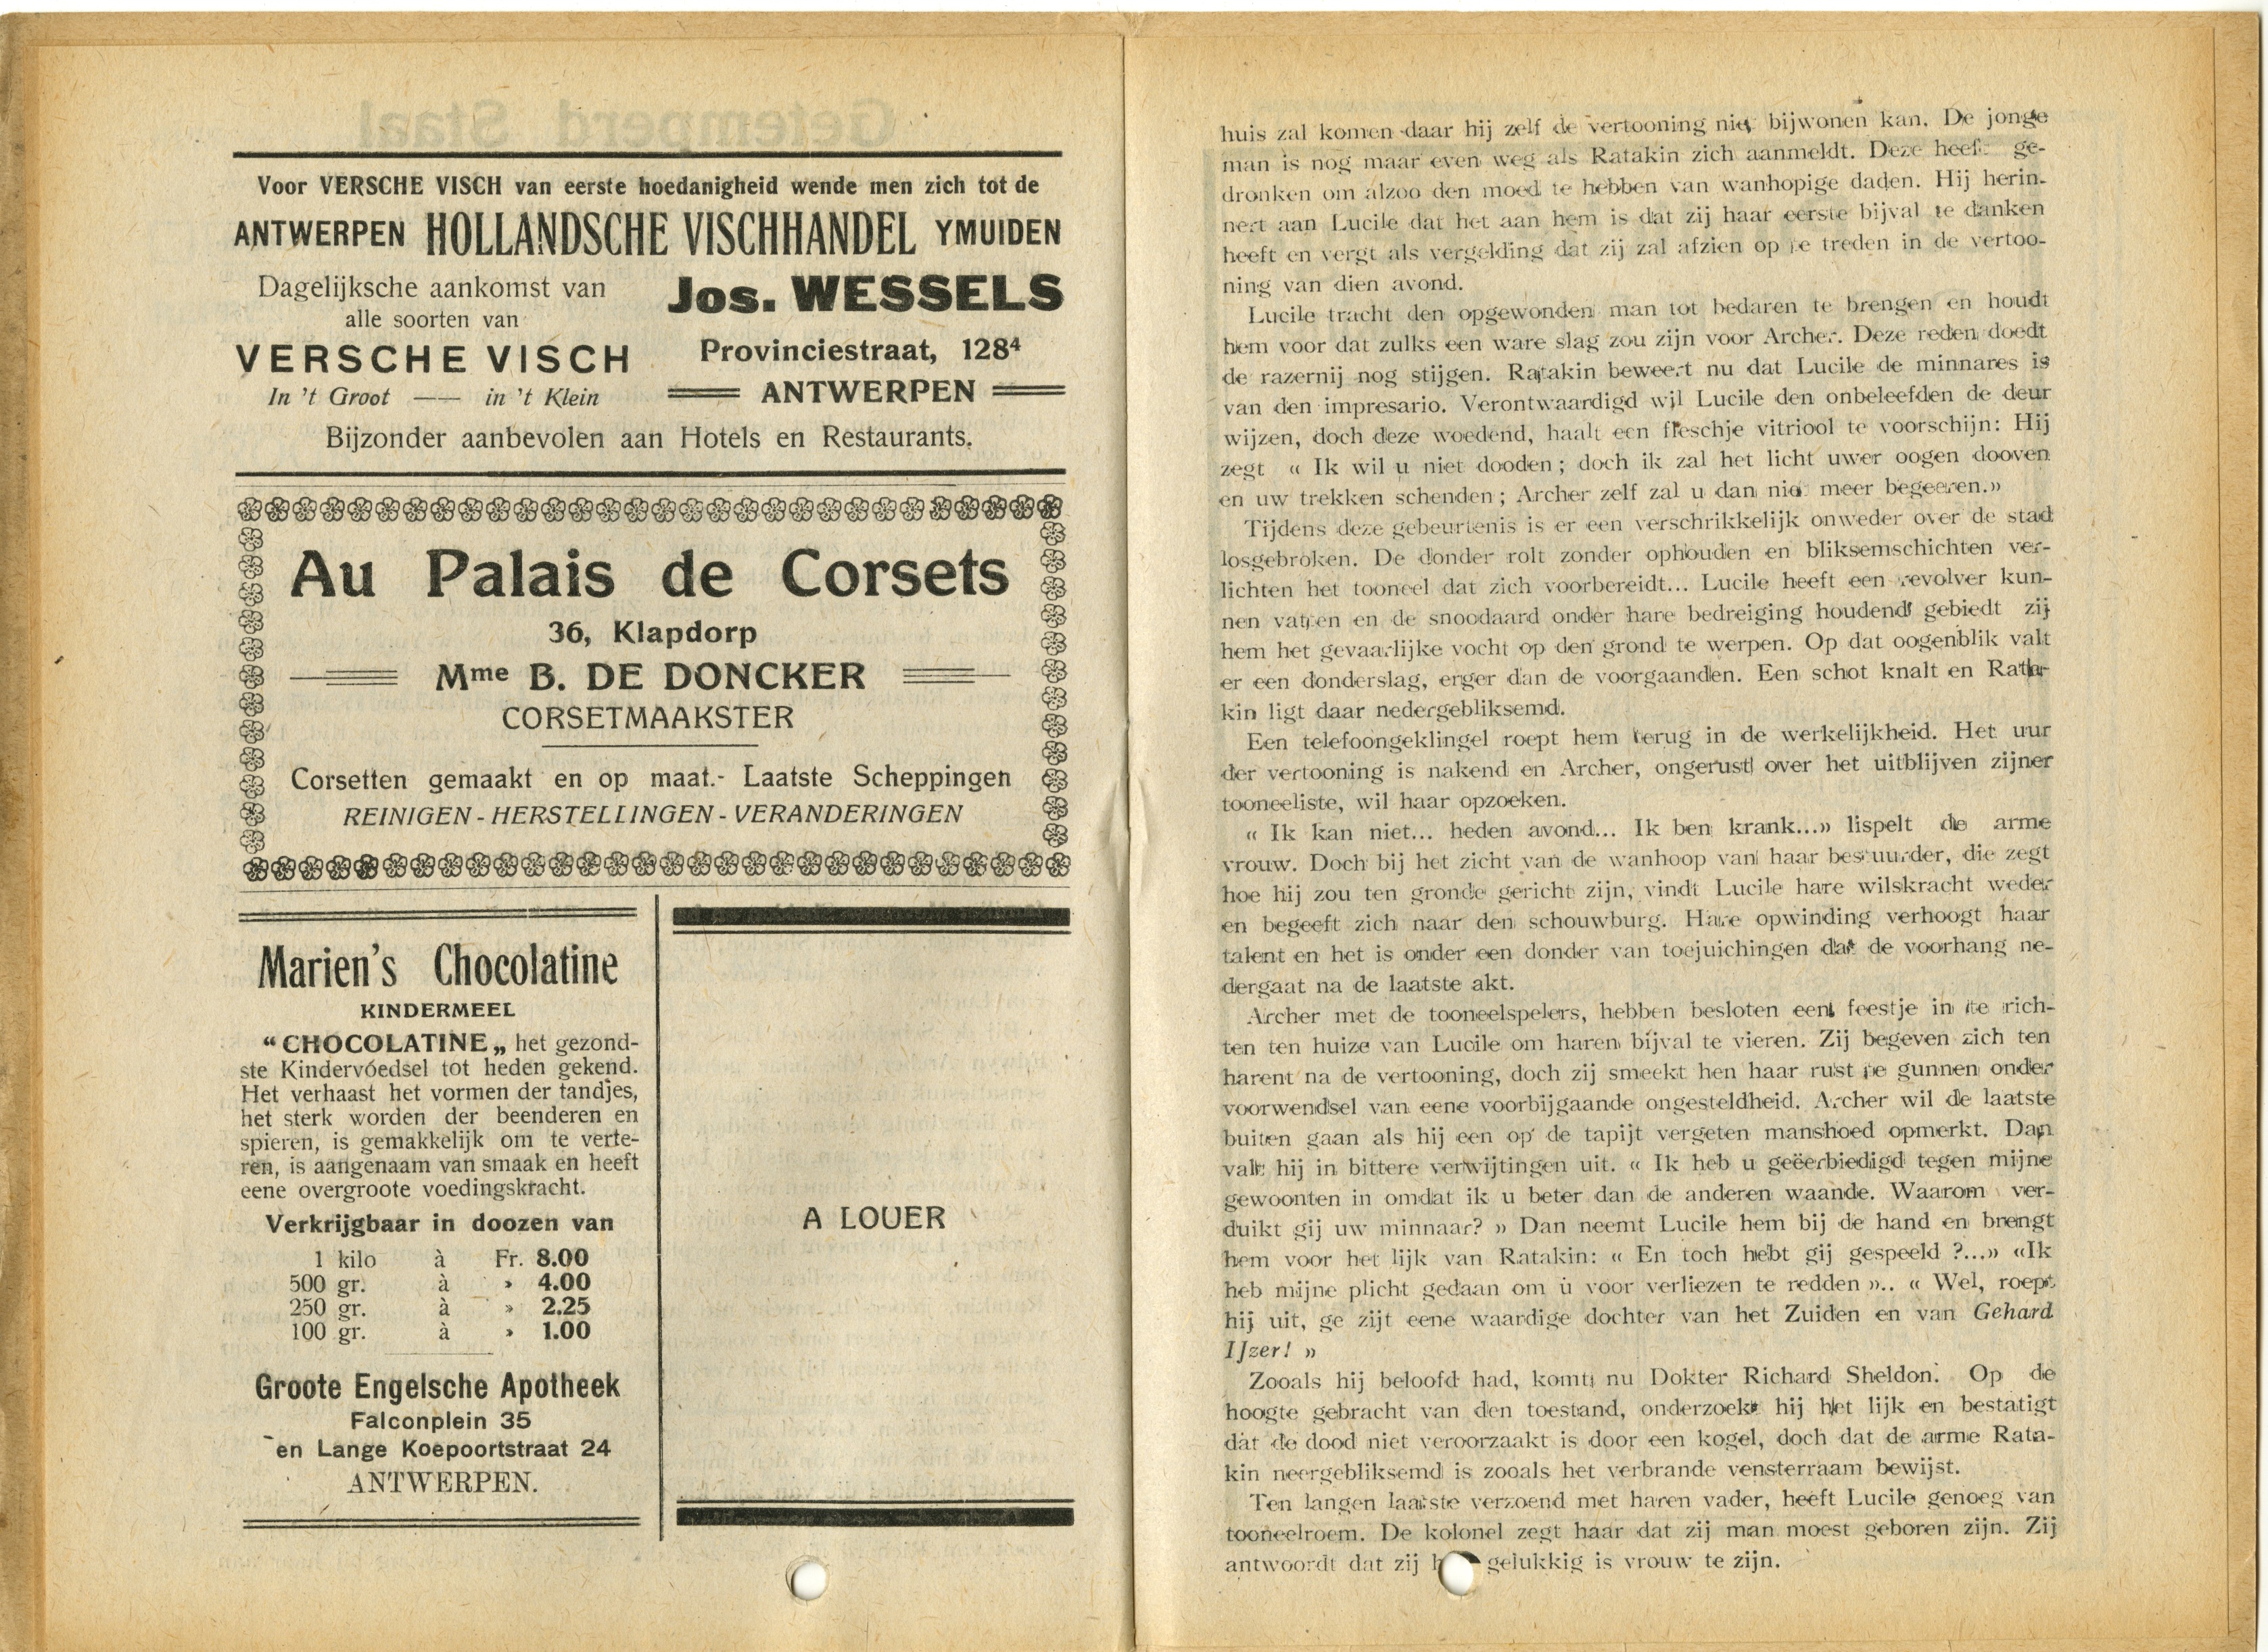 Voor VERSCHE VISCH van eerste hoedanigheid wende men zich tot de
ANTWERPEN HOLLANDSCHE VISCHHANDEL YMUIDEN
Dagelijksche aankomst van
alle soorten van
VERSCHE VISCH
In 't Groot —— in 't Klein
Jos. WESSELS
Provinciestraat, 128⁴
ANTWERPEN
Bijzonder aanbevolen aan Hotels en Restaurants.
Au Palais de Corsets
36, Klapdorp
Mme B. DE DONCKER
CORSETMAAKSTER
Corsetten gemaakt en op maat.- Laatste Scheppingen
REINIGEN - HERSTELLINGEN - VERANDERINGEN
Marien's Chocolatine
KINDERMEEL
“ CHOCOLATINE „ het gezond-
ste Kindervóedsel tot heden gekend.
Het verhaast het vormen der tandjes,
het sterk worden der beenderen en
spieren, is gemakkelijk om te verte-
ren, is aangenaam van smaak en heeft
eene overgroote voedingskracht.
Verkrijgbaar in doozen van
1 kilo à Fr. 8.00
500 gr. à » 4.00
250 gr. à » 2.25
100 gr. à » 1.00
Groote Engelsche Apotheek
Falconplein 35
en Lange Koepoortstraat 24
ANTWERPEN.
A LOUER
huis zal komen daar hij zelf de vertooning niet bijwonen kan. De jonge
man is nog maar even weg als Ratakin zich aanmeldt. Deze heeft ge-
dronken om alzoo den moed te hebben van wanhopige daden. Hij herin-
nert aan Lucile dat het aan hem is dat zij haar eerste bijval te danken
heeft en vergt als vergelding dat zij zal afzien op te treden in de vertoo-
ning van dien avond.
Lucile tracht den opgewonden man tot bedaren te brengen en houdt
hem voor dat zulks een ware slag zou zijn voor Archer. Deze reden doedt
de razernij nog stijgen. Ratakin beweert nu dat Lucile de minnares is
van den impresario. Verontwaardigd wil Lucile den onbeleefden de deur
wijzen, doch deze woedend, haalt een fleschje vitriool te voorschijn: Hij
zegt « Ik wil u niet dooden ; doch ik zal het licht uwer oogen dooven
en uw trekken schenden ; Archer zelf zal u dan niet meer begeeren.»
Tijdens deze gebeurtenis is er een verschrikkelijk onweder over de stad
losgebroken. De donder rolt zonder ophouden en bliksemschichten ver-
lichten het tooneel dat zich voorbereidt... Lucile heeft een revolver kun-
nen vatten en de snoodaard onder hare bedreiging houdend gebiedt zij
hem het gevaarlijke vocht op den grond te werpen. Op dat oogenblik valt
er een donderslag, erger dan de voorgaanden. Een schot knalt en Rata-
kin ligt daar nedergebliksemd.
Een telefoongeklingel roept hem terug in de werkelijkheid. Het uur
der vertooning is nakend en Archer, ongerust over het uitblijven zijner
tooneeliste, wil haar opzoeken.
« Ik kan niet... heden avond... Ik ben krank...» lispelt de arme
vrouw. Doch bij het zicht van de wanhoop van haar bestuurder, die zegt
hoe hij zou ten gronde gericht zijn, vindt Lucile hare wilskracht weder
en begeeft zich naar den schouwburg. Hare opwinding verhoogt haar
talent en het is onder een donder van toejuichingen dat de voorhang ne-
dergaat na de laatste akt.
Archer met de tooneelspelers, hebben besloten een feestje in te rich-
ten ten huize van Lucile om haren bijval te vieren. Zij begeven zich ten
harent na de vertooning, doch zij smeekt hen haar rust te gunnen onder
voorwendsel van eene voorbijgaande ongesteldheid. Archer wil de laatste
buiten gaan als hij een op de tapijt vergeten manshoed opmerkt. Dan
valt hij in bittere verwijtingen uit. « Ik heb u geëerbiedigd tegen mijne
gewoonten in omdat ik u beter dan de anderen waande. Waarom ver-
duikt gij uw minnaar? » Dan neemt Lucile hem bij de hand en brengt
hem voor het lijk van Ratakin: « En toch hebt gij gespeeld ?...» «Ik
heb mijne plicht gedaan om u voor verliezen te redden ».. « Wel, roept
hij uit, ge zijt eene waardige dochter van het Zuiden en van Gehard
IJzer! »
Zooals hij beloofd had, komt nu Dokter Richard Sheldon. Op de
hoogte gebracht van den toestand, onderzoekt hij het lijk en bestatigt
dat de dood niet veroorzaakt is door een kogel, doch dat de arme Rata-
kin neergebliksemd is zooals het verbrande vensterraam bewijst.
Ten langen laatste verzoend met haren vader, heeft Lucile genoeg van
tooneelroem. De kolonel zegt haar dat zij man moest geboren zijn. Zij
antwoordt dat zij gelukkig is vrouw te zijn.